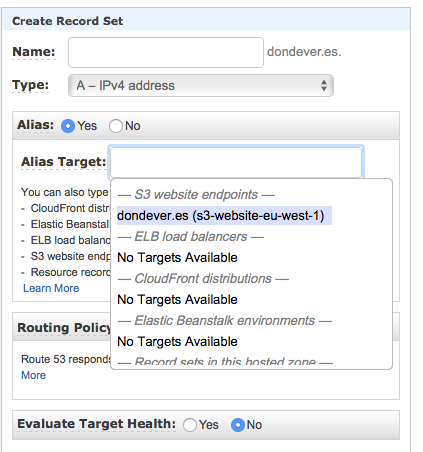 Create Record Set
Name: dondever.es.
Type: A – IPv4 address
Alias: Yes No
Alias Target:
You can also type
— S3 website endpoints —
- CloudFront distr
dondever.es (s3-website-eu-west-1)
- Elastic Beanstalk
— ELB load balancers —
- ELB load balanc
No Targets Available
- S3 website endp
— CloudFront distributions —
- Resource record
No Targets Available
Learn More
— Elastic Beanstalk environments —
No Targets Available
— Record sets in this hosted zone —
Routing Policy
Route 53 responds
More
Evaluate Target Health: Yes No